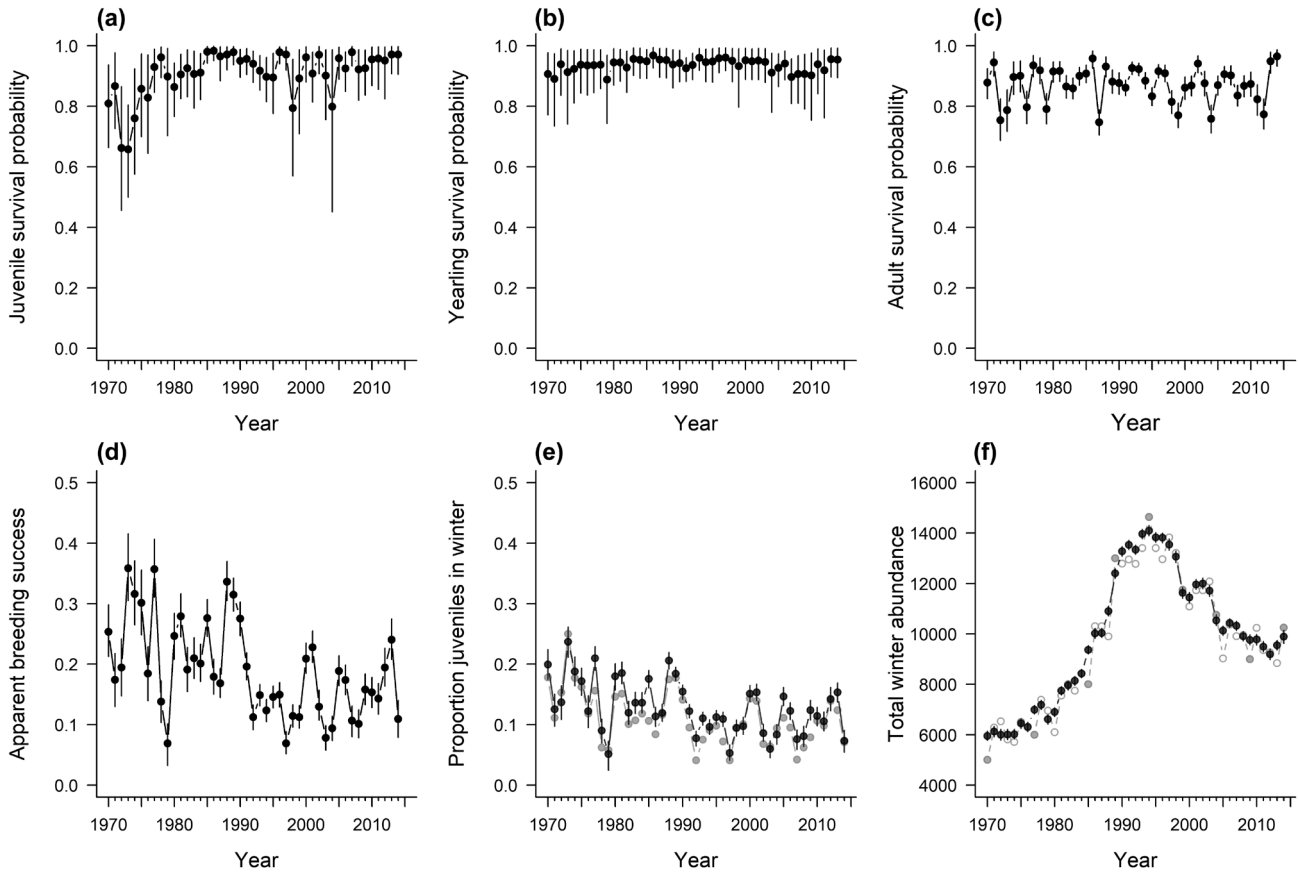 (a)
Juvenile survival probability
1.0
0.8
0.6
0.4
0.2
0.0
1970 1980 1990 2000 2010
Year
(b)
Yearling survival probability
1.0
0.8
0.6
0.4
0.2
0.0
1970 1980 1990 2000 2010
Year
(c)
Adult survival probability
1.0
0.8
0.6
0.4
0.2
0.0
1970 1980 1990 2000 2010
Year
(d)
Apparent breeding success
0.5
0.4
0.3
0.2
0.1
0.0
1970 1980 1990 2000 2010
Year
(e)
Proportion juveniles in winter
0.5
0.4
0.3
0.2
0.1
0.0
1970 1980 1990 2000 2010
Year
(f)
Total winter abundance
16000
14000
12000
10000
8000
6000
4000
1970 1980 1990 2000 2010
Year